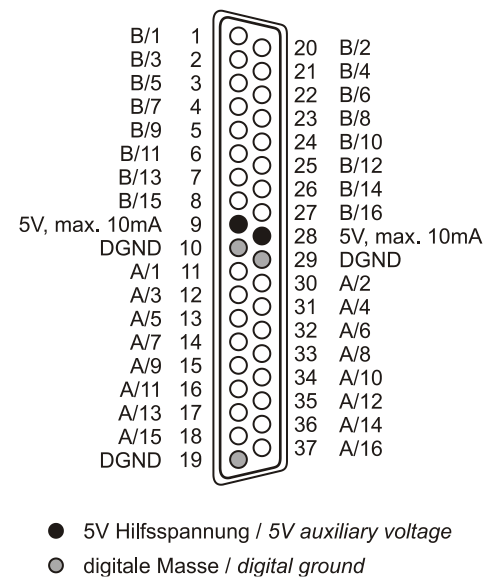 B/1 1
20 B/2
B/3 2
21 B/4
B/5 3
22 B/6
B/7 4
23 B/8
B/9 5
24 B/10
B/11 6
25 B/12
B/13 7
26 B/14
B/15 8
27 B/16
5V, max. 10mA 9
28 5V, max. 10mA
DGND 10
29 DGND
A/1 11
30 A/2
A/3 12
31 A/4
A/5 13
32 A/6
A/7 14
33 A/8
A/9 15
34 A/10
A/11 16
35 A/12
A/13 17
36 A/14
A/15 18
37 A/16
DGND 19
5V Hilfsspannung / 5V auxiliary voltage
digitale Masse / digital ground